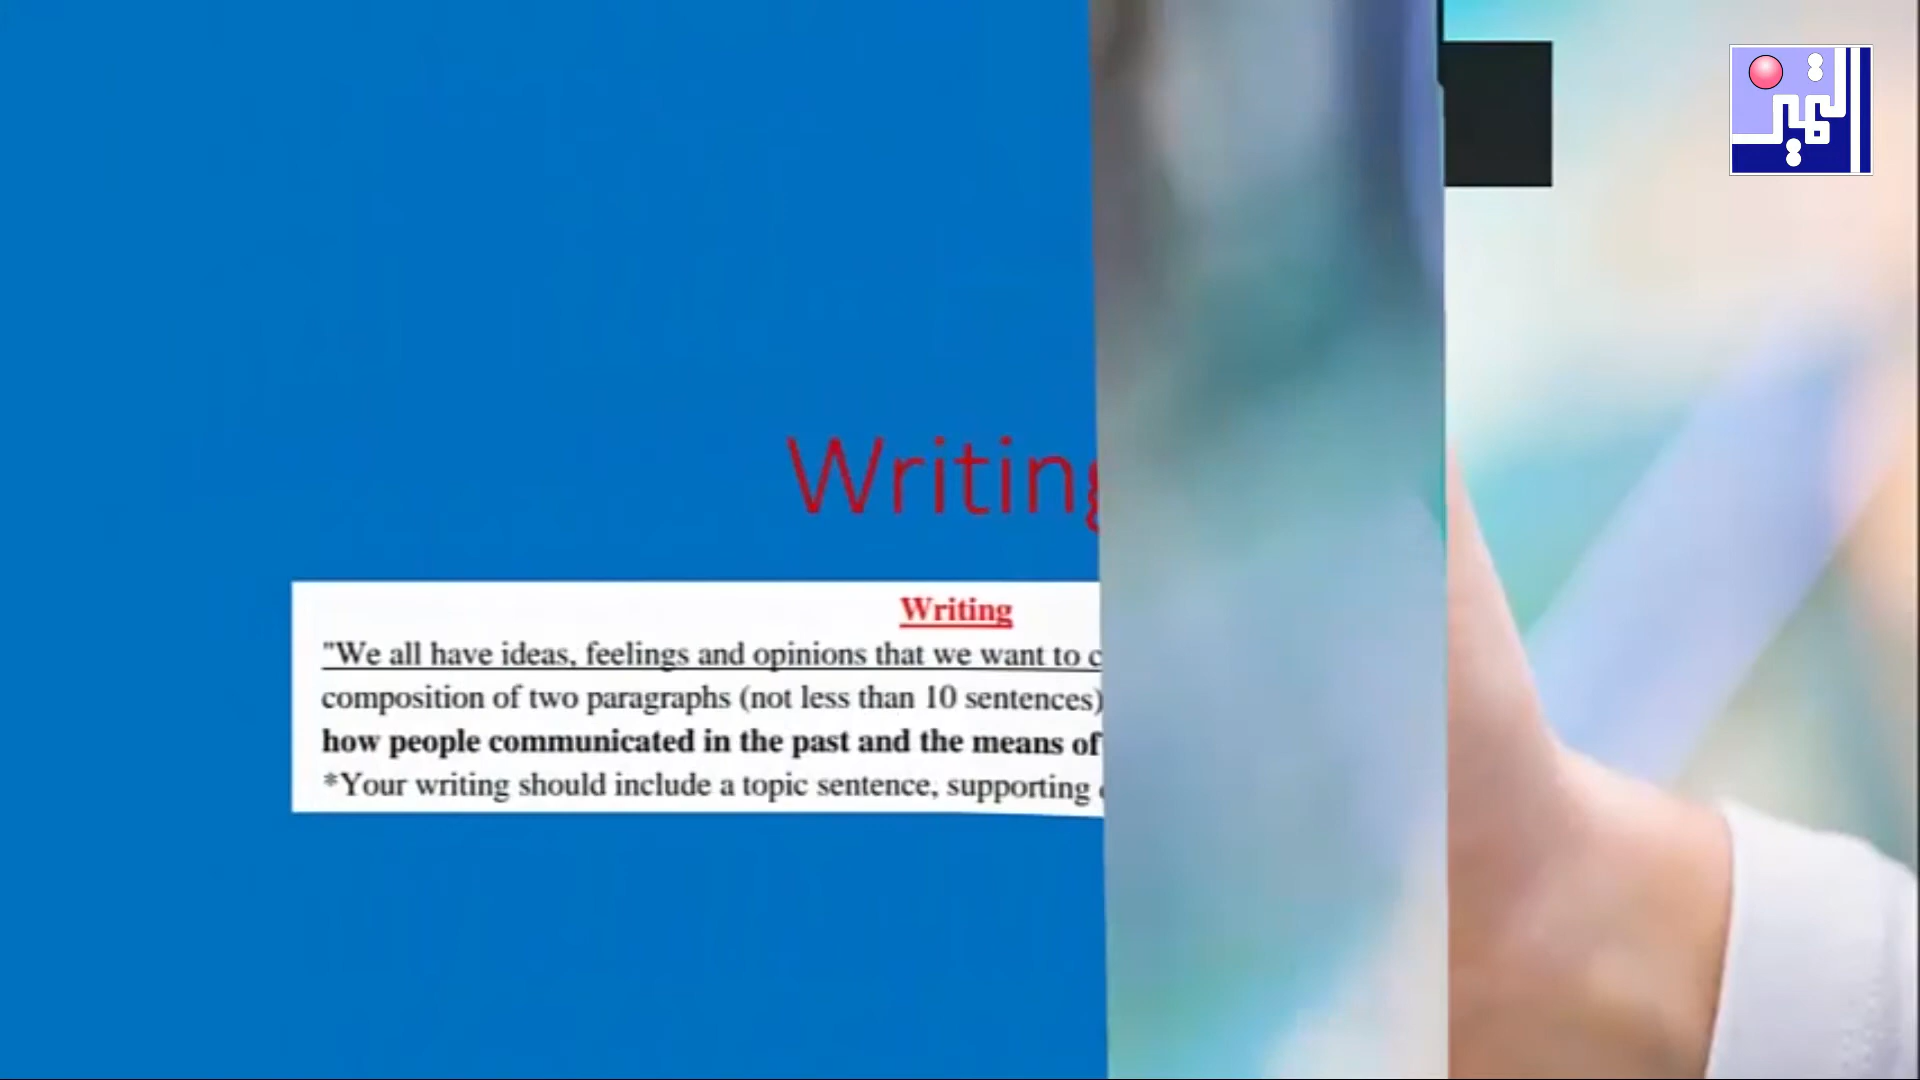 Writing
Writing
"We all have ideas, feelings and opinions that we want to
composition of two paragraphs (not less than 10 sentences)
how people communicated in the past and the means of
*Your writing should include a topic sentence, supporting